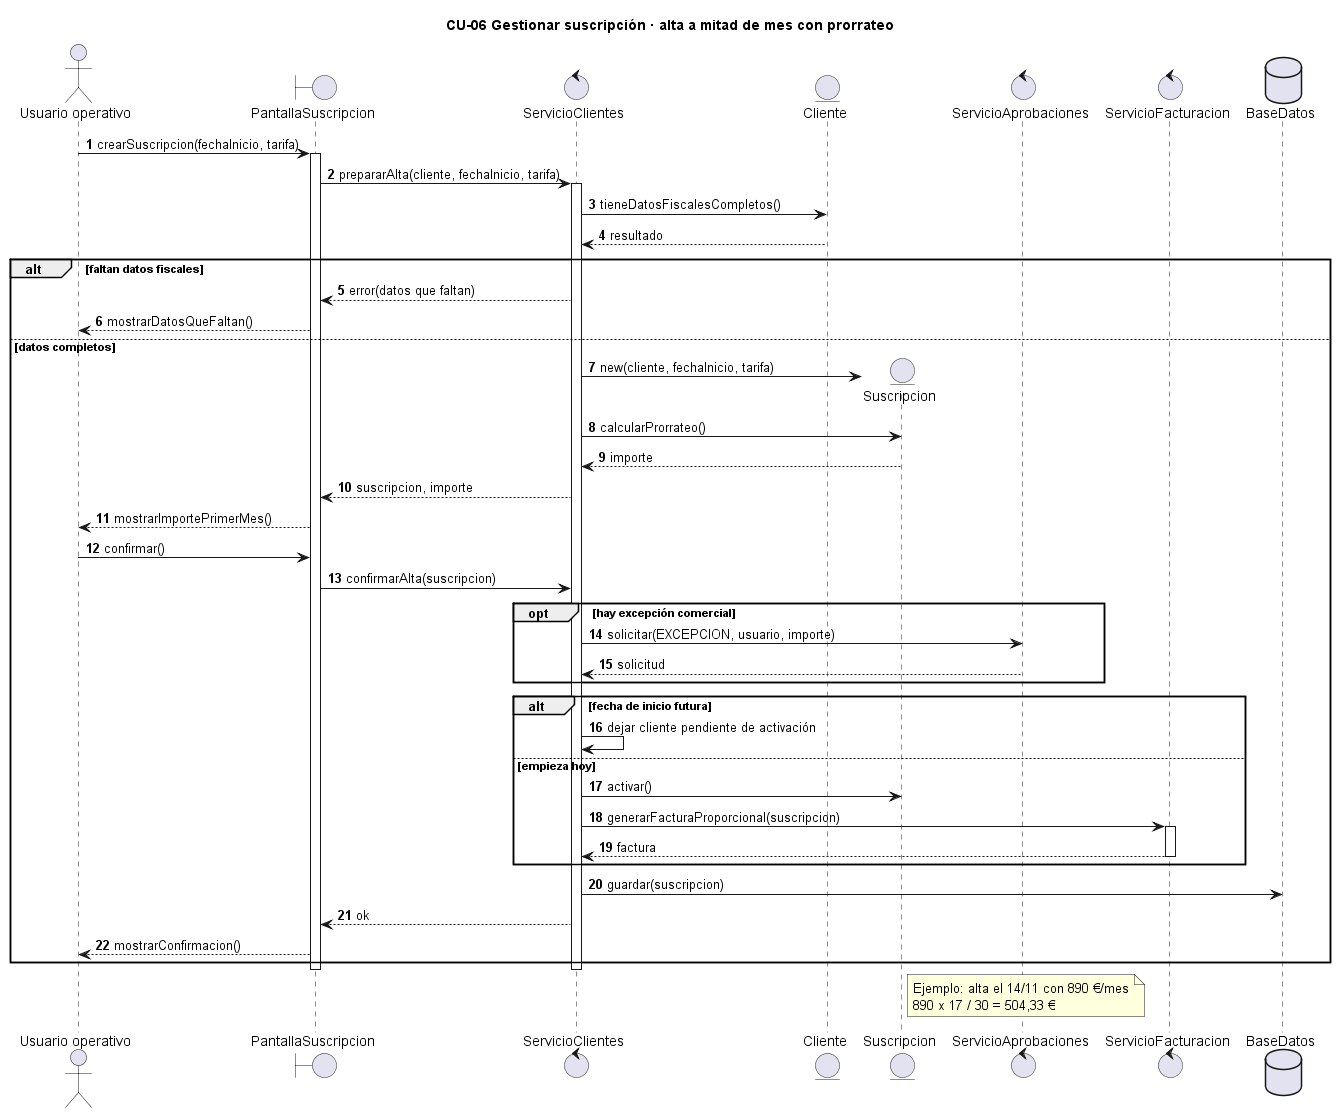 CU-06 Gestionar suscripción · alta a mitad de mes con prorrateo
Usuario operativo
PantallaSuscripcion
ServicioClientes
Cliente
ServicioAprobaciones
ServicioFacturacion
BaseDatos
1 crearSuscripcion(fechaInicio, tarifa)
2 prepararAlta(cliente, fechaInicio, tarifa)
3 tieneDatosFiscalesCompletos()
4 resultado
alt [faltan datos fiscales]
5 error(datos que faltan)
6 mostrarDatosQueFaltan()
[datos completos]
7 new(cliente, fechaInicio, tarifa)
Suscripcion
8 calcularProrrateo()
9 importe
10 suscripcion, importe
11 mostrarImportePrimerMes()
12 confirmar()
13 confirmarAlta(suscripcion)
opt [hay excepción comercial]
14 solicitar(EXCEPCION, usuario, importe)
15 solicitud
alt [fecha de inicio futura]
16 dejar cliente pendiente de activación
[empieza hoy]
17 activar()
18 generarFacturaProporcional(suscripcion)
19 factura
20 guardar(suscripcion)
21 ok
22 mostrarConfirmacion()
Ejemplo: alta el 14/11 con 890 €/mes
890 x 17 / 30 = 504,33 €
Usuario operativo
PantallaSuscripcion
ServicioClientes
Cliente
Suscripcion
ServicioAprobaciones
ServicioFacturacion
BaseDatos